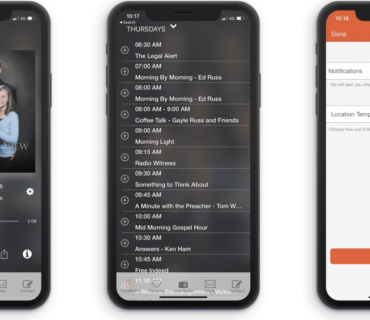 4G
VIEW
2:09
10:17
Search
4G
THURSDAYS
06:30 AM
The Legal Alert
07:00 AM
Morning By Morning - Ed Russ
08:00 AM
Morning By Morning - Ed Russ
08:05 AM - 9:00 AM
Coffee Talk - Gayle Russ and Friends
09:00 AM
Morning Light
09:15 AM
Radio Witness
09:30 AM
Something to Think About
09:45 AM
A Minute with the Preacher - Tom W...
10:00 AM
Mid Morning Gospel Hour
10:30 AM
Answers - Ken Ham
10:45 AM
Free Indeed
11:30 AM
10:18
Done
Notifications
We will alert you whe
Location Temp
Choose how you'd lik